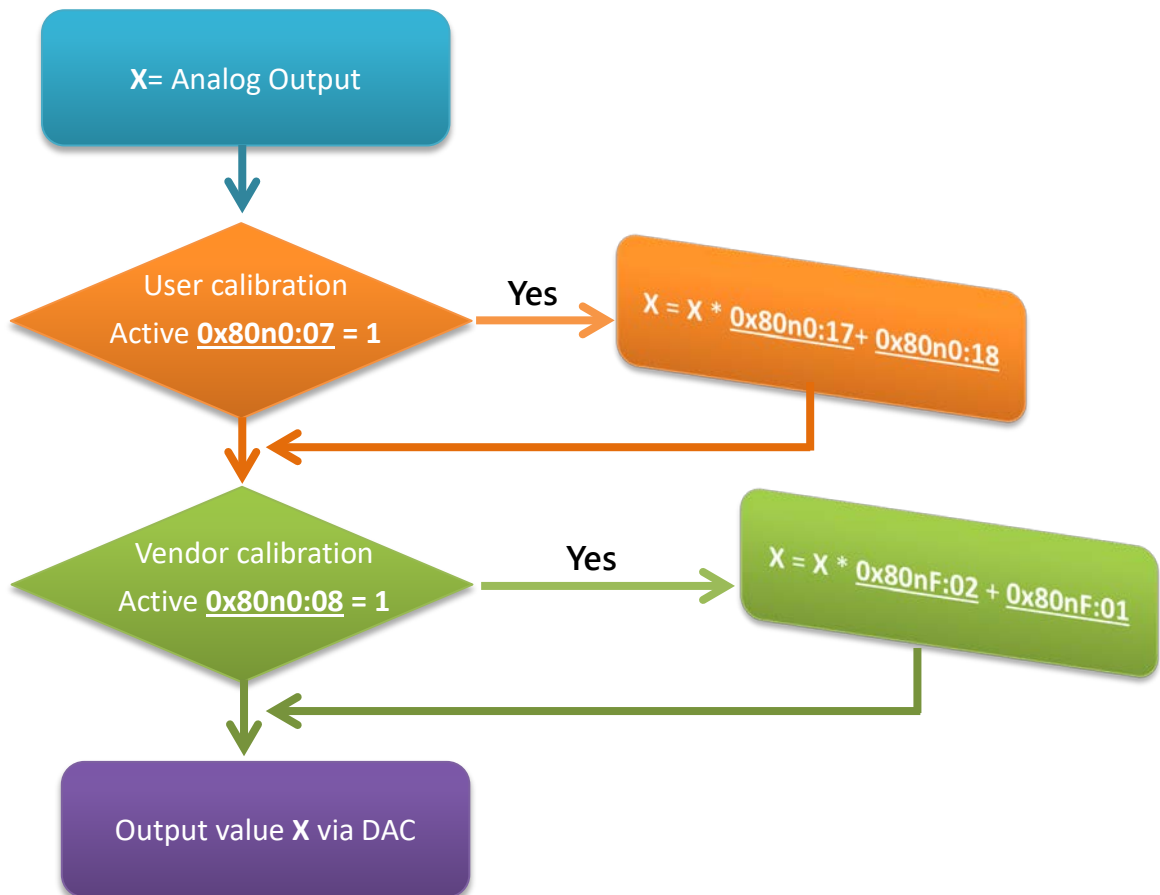 X= Analog Output
User calibration
Active 0x80n0:07 = 1
Yes
X = X * 0x80n0:17+ 0x80n0:18
Vendor calibration
Active 0x80n0:08 = 1
Yes
X = X * 0x80nF:02 + 0x80nF:01
Output value X via DAC